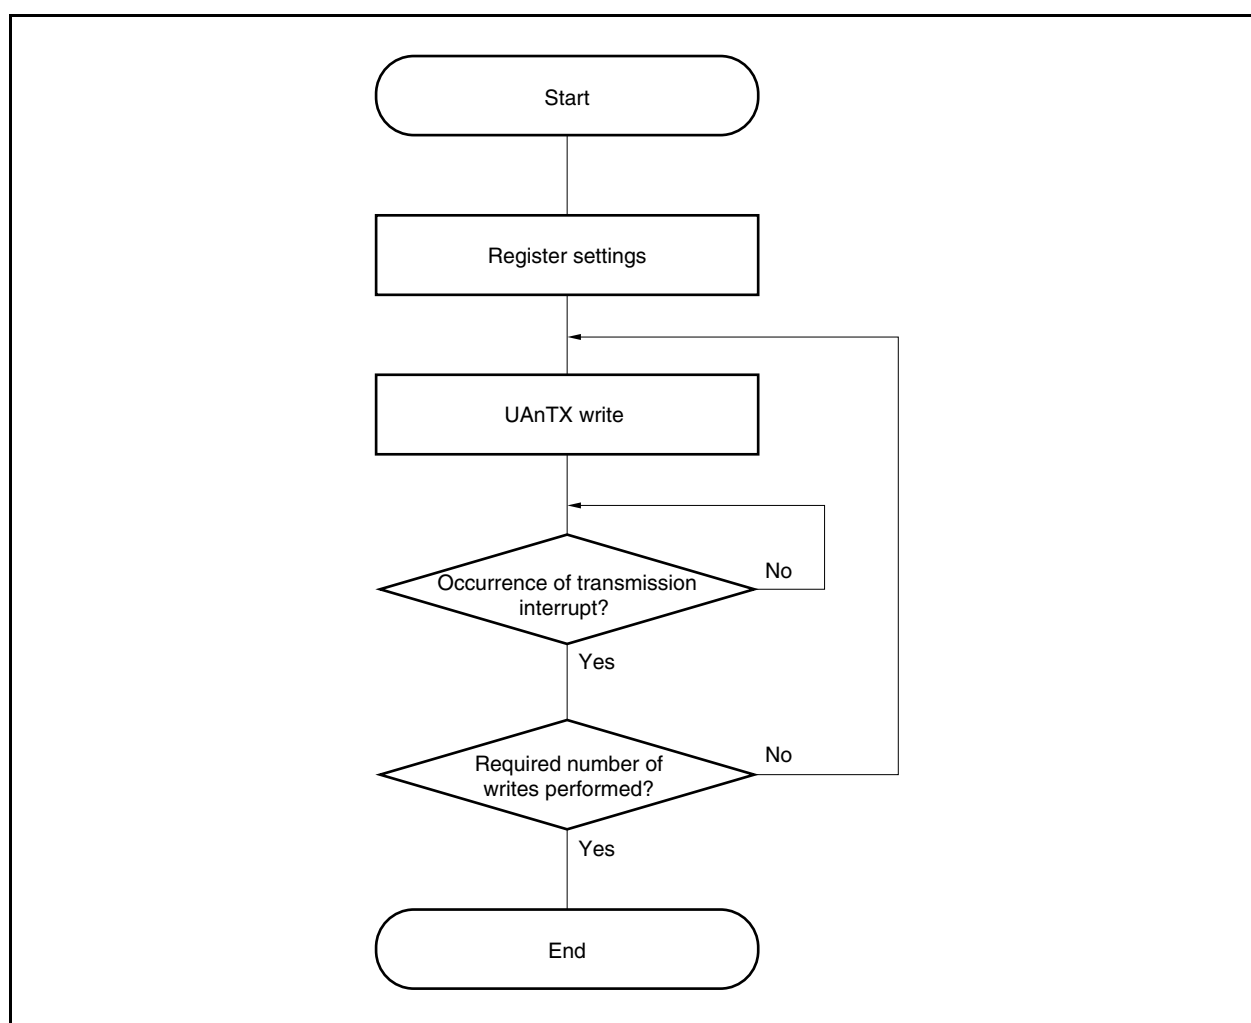 Start
Register settings
UAnTX write
Occurrence of transmission
interrupt?
No
Yes
Required number of
writes performed?
No
Yes
End